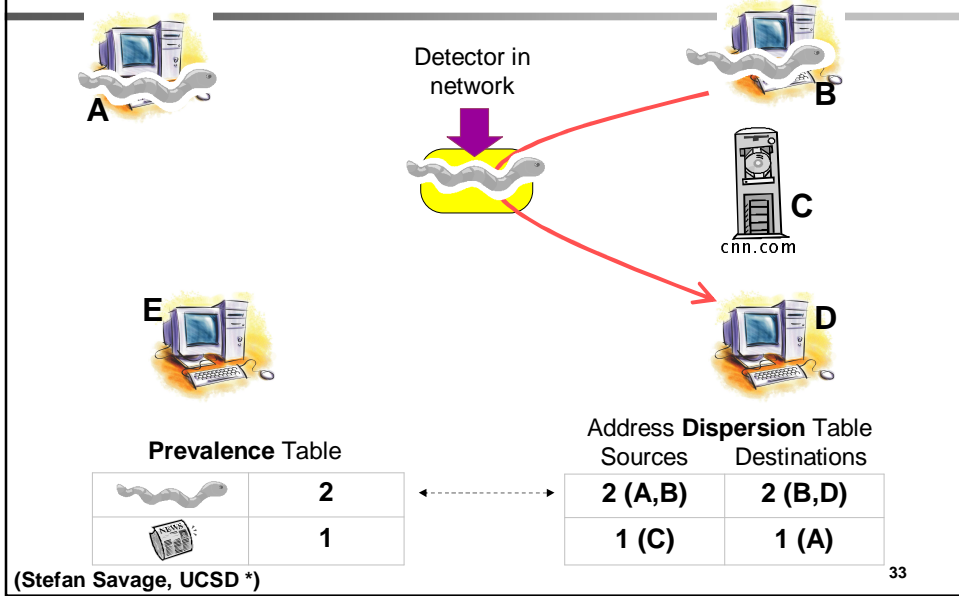 Detector in
network
A
B
C
cnn.com
E
D
Prevalence Table
2
NEWS
1
Address Dispersion Table
Sources Destinations
2 (A,B) 2 (B,D)
1 (C) 1 (A)
(Stefan Savage, UCSD *)
33